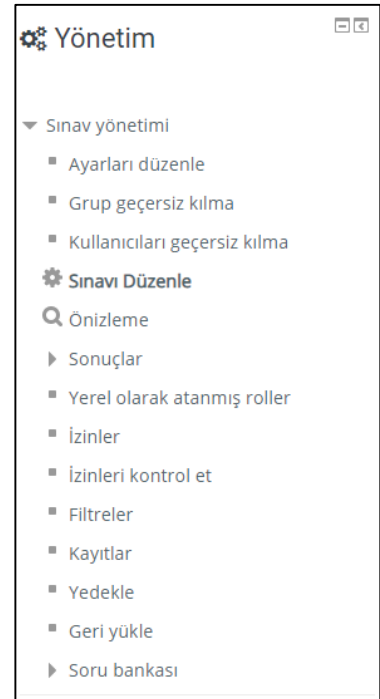 Yönetim
Sınav yönetimi
Ayarları düzenle
Grup geçersiz kılma
Kullanıcıları geçersiz kılma
Sınavı Düzenle
Önizleme
Sonuçlar
Yerel olarak atanmış roller
İzinler
İzinleri kontrol et
Filtreler
Kayıtlar
Yedekle
Geri yükle
Soru bankası